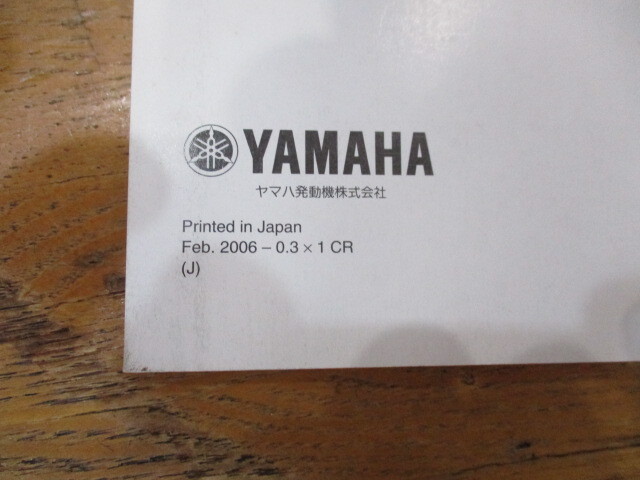 YAMAHA
ヤマハ発動機株式会社
Printed in Japan
Feb. 2006 – 0.3 × 1 CR
(J)